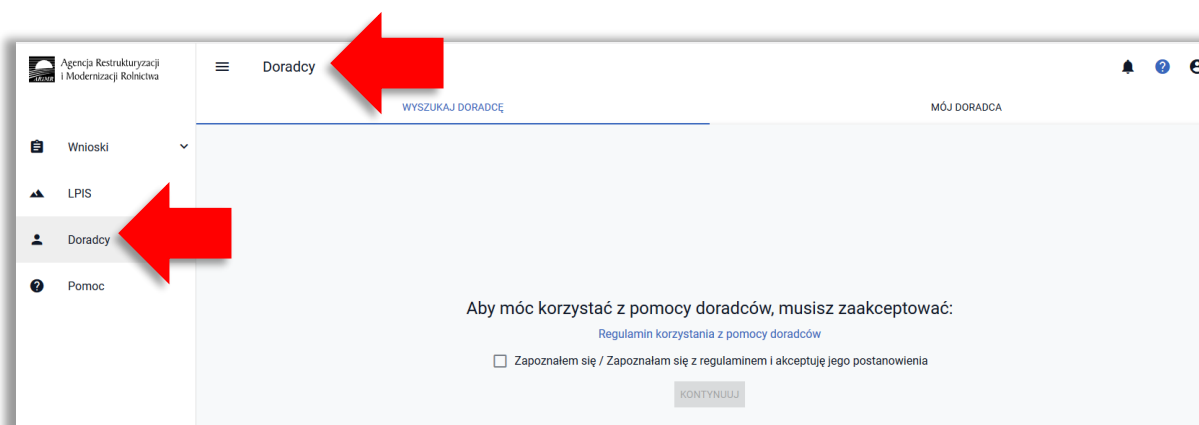 Agencja Restrukturyzacji
i Modernizacji Rolnictwa
ARiMR
Doradcy
WYSZUKAJ DORADCĘ
MÓJ DORADCA
Wnioski
LPIS
Doradcy
Pomoc
Aby móc korzystać z pomocy doradców, musisz zaakceptować:
Regulamin korzystania z pomocy doradców
Zapoznałem się / Zapoznałam się z regulaminem i akceptuję jego postanowienia
KONTYNUUJ